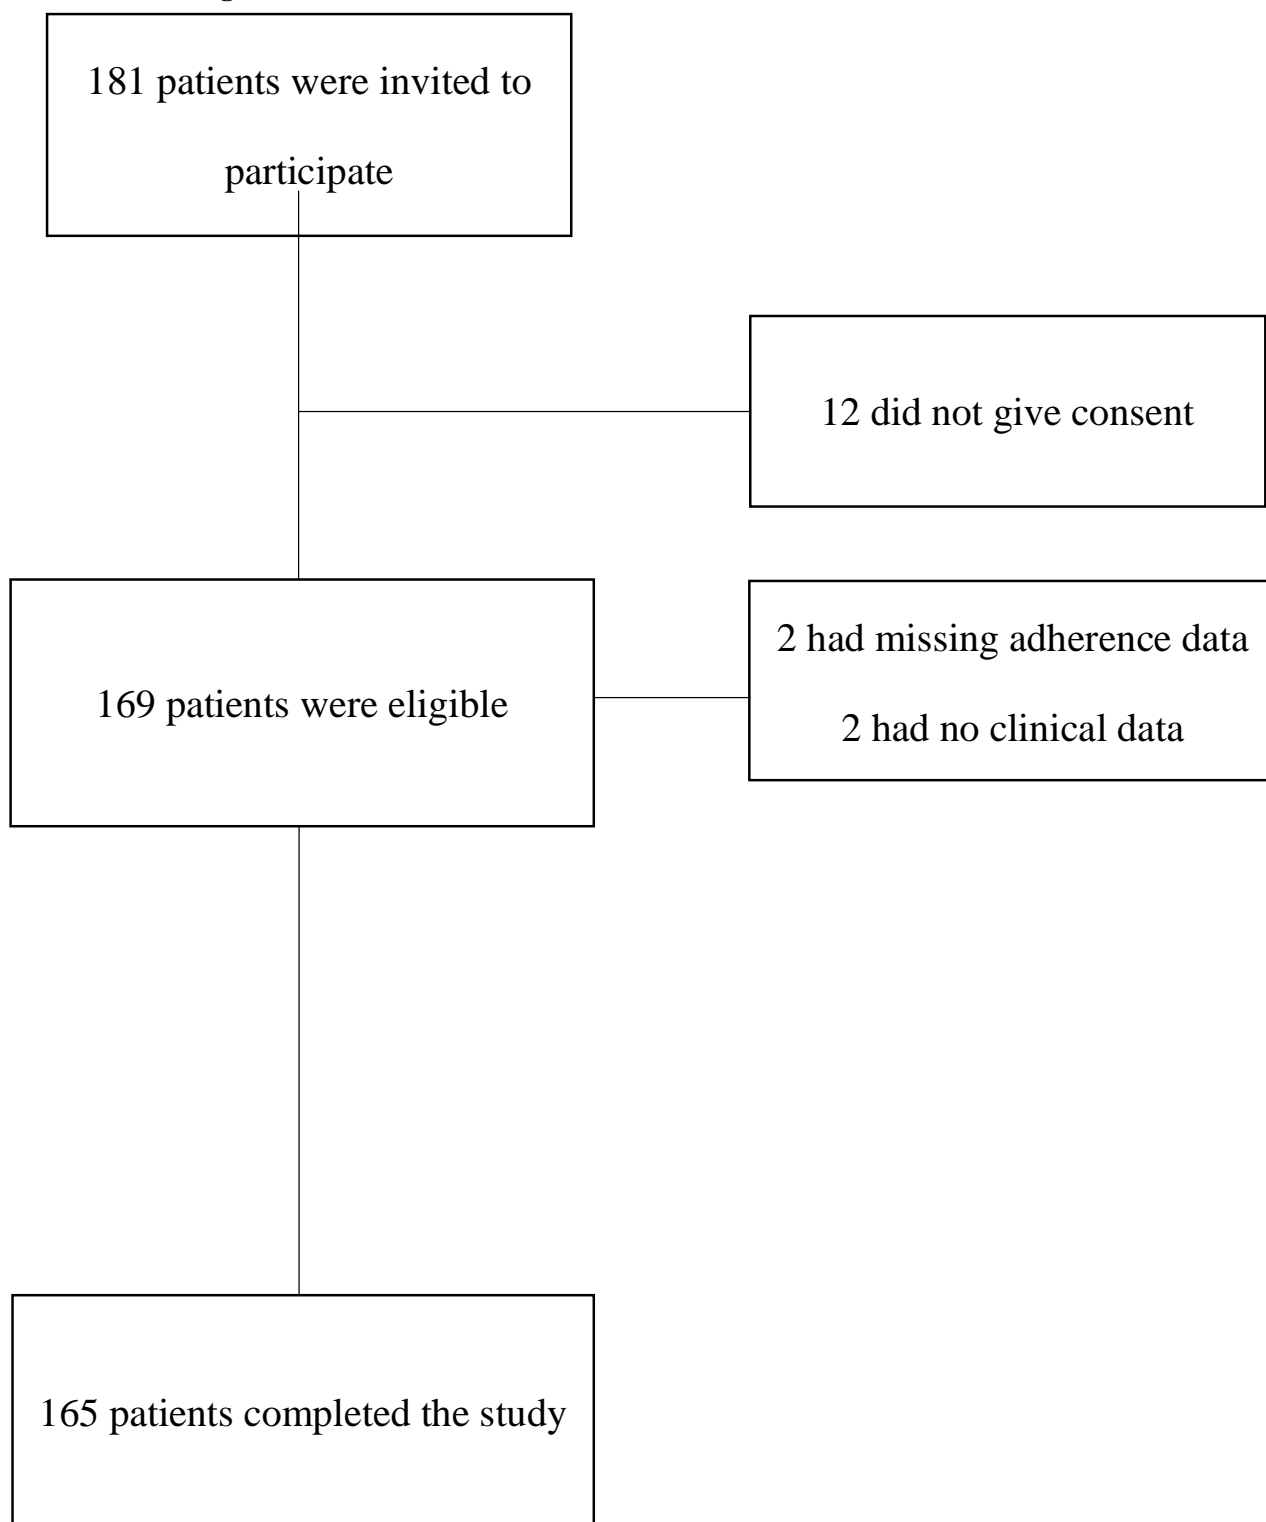 181 patients were invited to
participate
12 did not give consent
169 patients were eligible
2 had missing adherence data
2 had no clinical data
165 patients completed the study